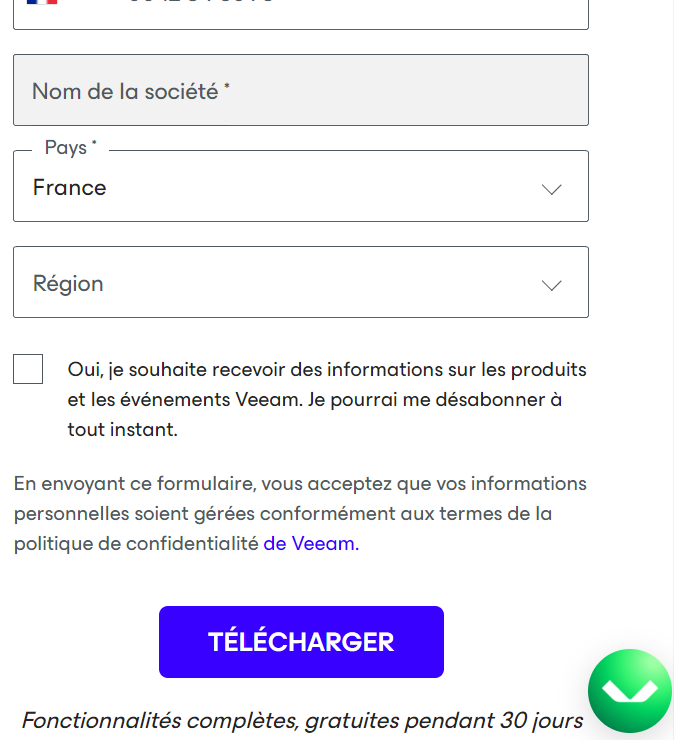 Nom de la société *
Pays *
France
Région
Oui, je souhaite recevoir des informations sur les produits
et les événements Veeam. Je pourrai me désabonner à
tout instant.
En envoyant ce formulaire, vous acceptez que vos informations
personnelles soient gérées conformément aux termes de la
politique de confidentialité de Veeam.
TÉLÉCHARGER
Fonctionnalités complètes, gratuites pendant 30 jours